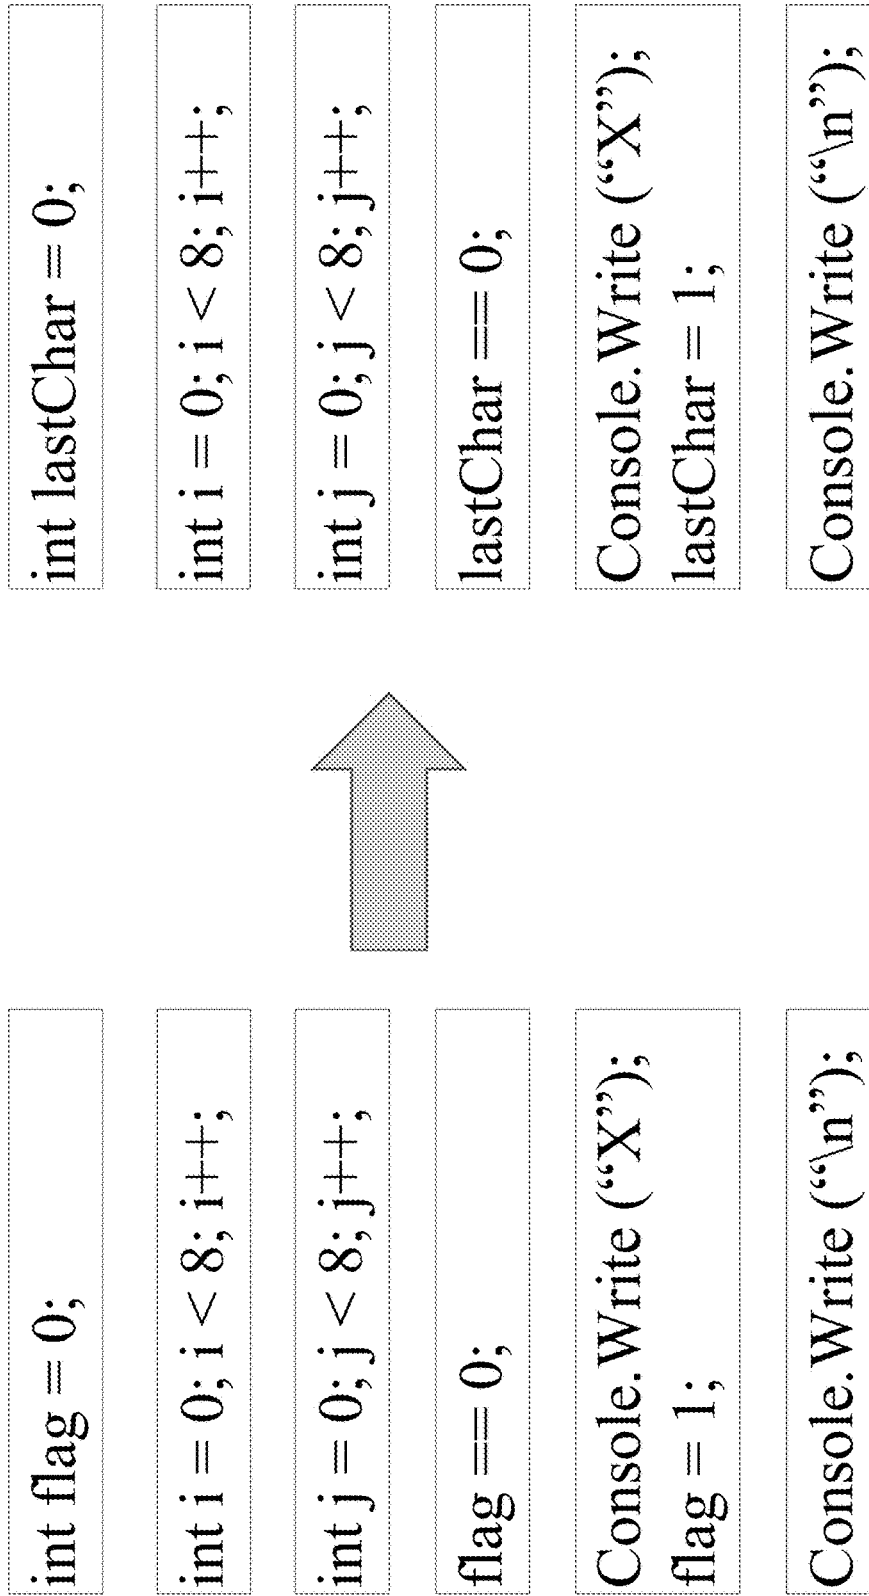 int flag = 0;
int i = 0; i < 8; i++;
int j = 0; j < 8; j++;
flag == 0;
Console.Write (“X”);
flag = 1;
Console.Write (“\n”);
int lastChar = 0;
int i = 0; i < 8; i++;
int j = 0; j < 8; j++;
lastChar == 0;
Console.Write (“X”);
lastChar = 1;
Console.Write (“\n”);